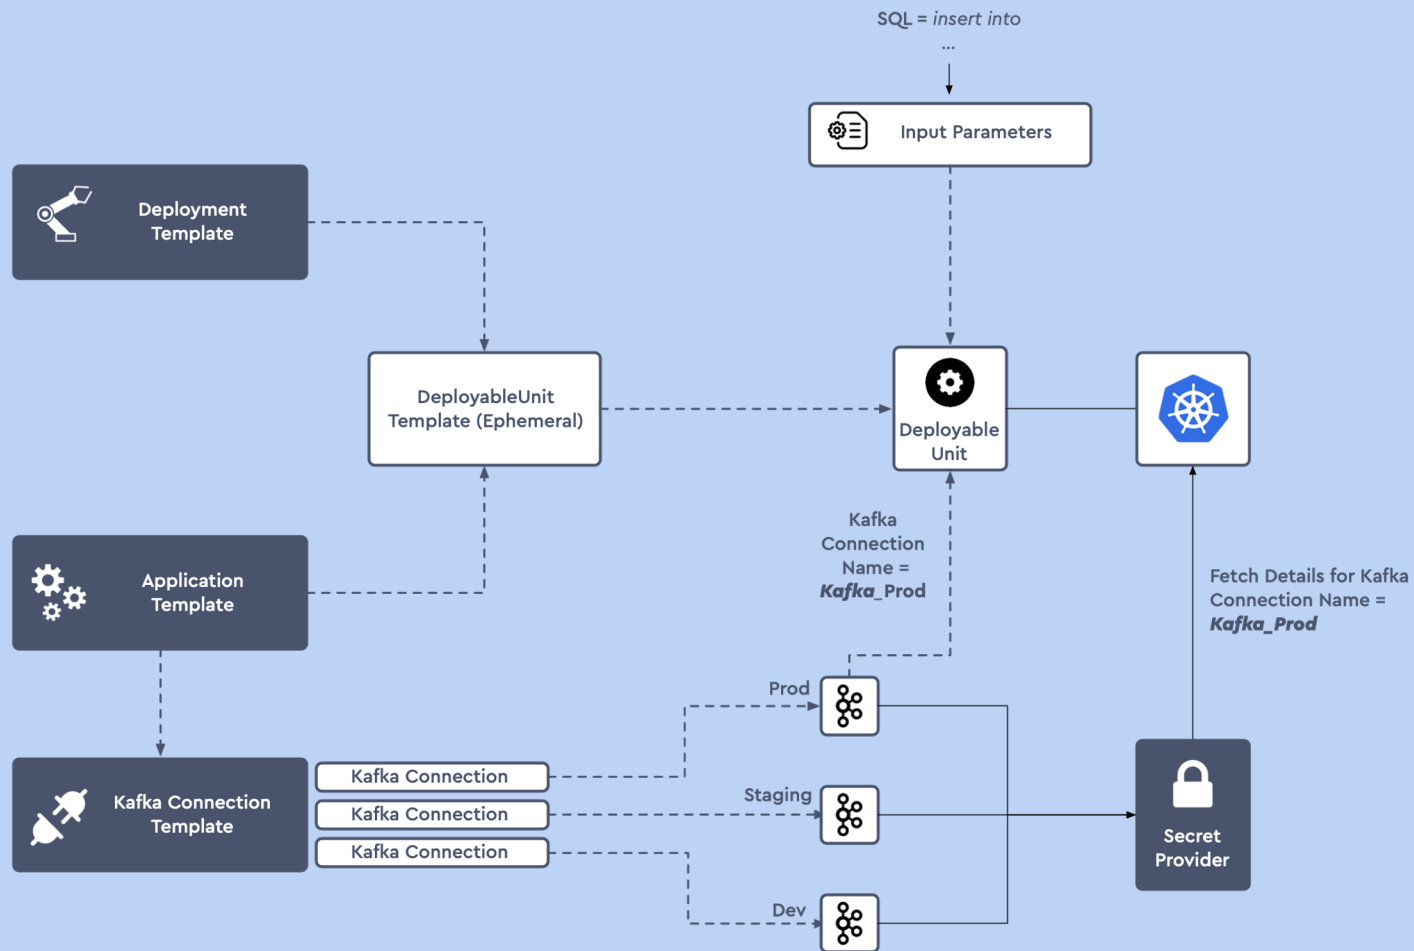 SQL = insert into
...
Input Parameters
Deployment
Template
DeployableUnit
Template (Ephemeral)
Deployable
Unit
Kafka
Connection
Name =
Kafka_Prod
Fetch Details for Kafka
Connection Name =
Kafka_Prod
Application
Template
Prod
Kafka Connection
Template
Kafka Connection
Kafka Connection
Kafka Connection
Staging
Dev
Secret
Provider